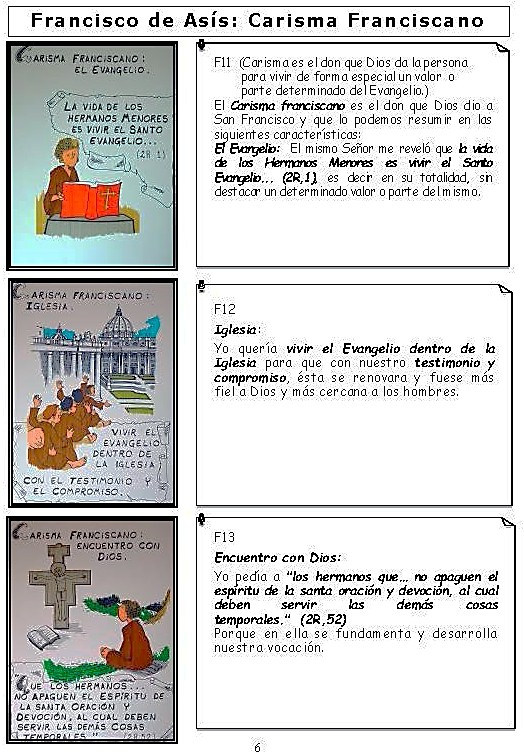 Francisco de Asís: Carisma Franciscano
CARISMA FRANCISCANO:
EL EVANGELIO.
LA VIDA DE LOS
HERMANOS MENORES
ES VIVIR EL SANTO
EVANGELIO...
(2R 1)
F11 (Carisma es el don que Dios da la persona
para vivir de forma especial un valor o
parte determinado del Evangelio.)
El Carisma franciscano es el don que Dios dio a
San Francisco y que lo podemos resumir en las
siguientes características:
El Evangelio: El mismo Señor me reveló que la vida
de los Hermanos Menores es vivir el Santo
Evangelio... (2R,1), es decir en su totalidad, sin
destacar un determinado valor o parte del mismo.
CARISMA FRANCISCANO:
IGLESIA.
VIVIR EL
EVANGELIO
DENTRO DE
LA IGLESIA
CON EL TESTIMONIO Y
EL COMPROMISO.
F12
Iglesia:
Yo quería vivir el Evangelio dentro de la
Iglesia para que con nuestro testimonio y
compromiso, ésta se renovara y fuese más
fiel a Dios y más cercana a los hombres.
CARISMA FRANCISCANO:
ENCUENTRO CON
DIOS.
QUE LOS HERMANOS...
NO APAGUEN EL ESPÍRITU DE
LA SANTA ORACIÓN Y
DEVOCIÓN, AL CUAL DEBEN
SERVIR LAS DEMÁS COSAS
TEMPORALES" (2R,52)
F13
Encuentro con Dios:
Yo pedía a "los hermanos que... no apaguen el
espíritu de la santa oración y devoción, al cual
deben servir las demás cosas
temporales." (2R,52)
Porque en ella se fundamenta y desarrolla
nuestra vocación.
6